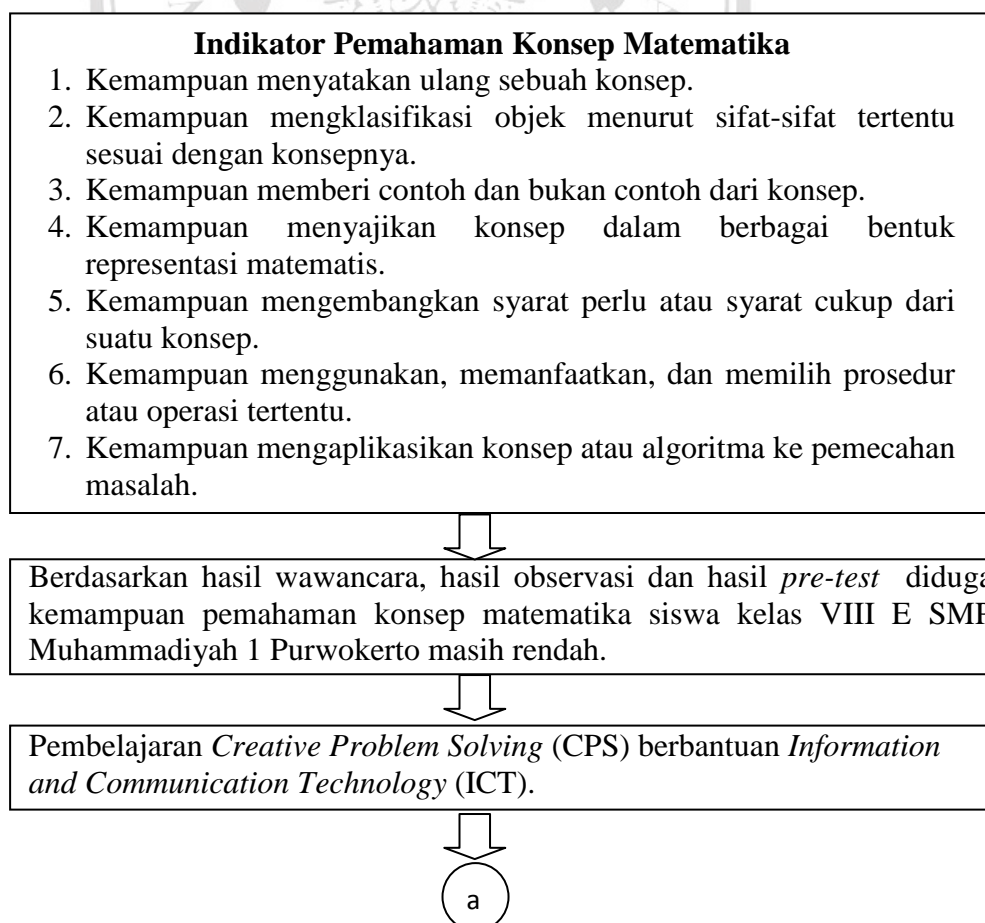 Indikator Pemahaman Konsep Matematika
1. Kemampuan menyatakan ulang sebuah konsep.
2. Kemampuan mengklasifikasi objek menurut sifat-sifat tertentu
sesuai dengan konsepnya.
3. Kemampuan memberi contoh dan bukan contoh dari konsep.
4. Kemampuan menyajikan konsep dalam berbagai bentuk
representasi matematis.
5. Kemampuan mengembangkan syarat perlu atau syarat cukup dari
suatu konsep.
6. Kemampuan menggunakan, memanfaatkan, dan memilih prosedur
atau operasi tertentu.
7. Kemampuan mengaplikasikan konsep atau algoritma ke pemecahan
masalah.
Berdasarkan hasil wawancara, hasil observasi dan hasil pre-test diduga
kemampuan pemahaman konsep matematika siswa kelas VIII E SMP
Muhammadiyah 1 Purwokerto masih rendah.
Pembelajaran Creative Problem Solving (CPS) berbantuan Information
and Communication Technology (ICT).
a